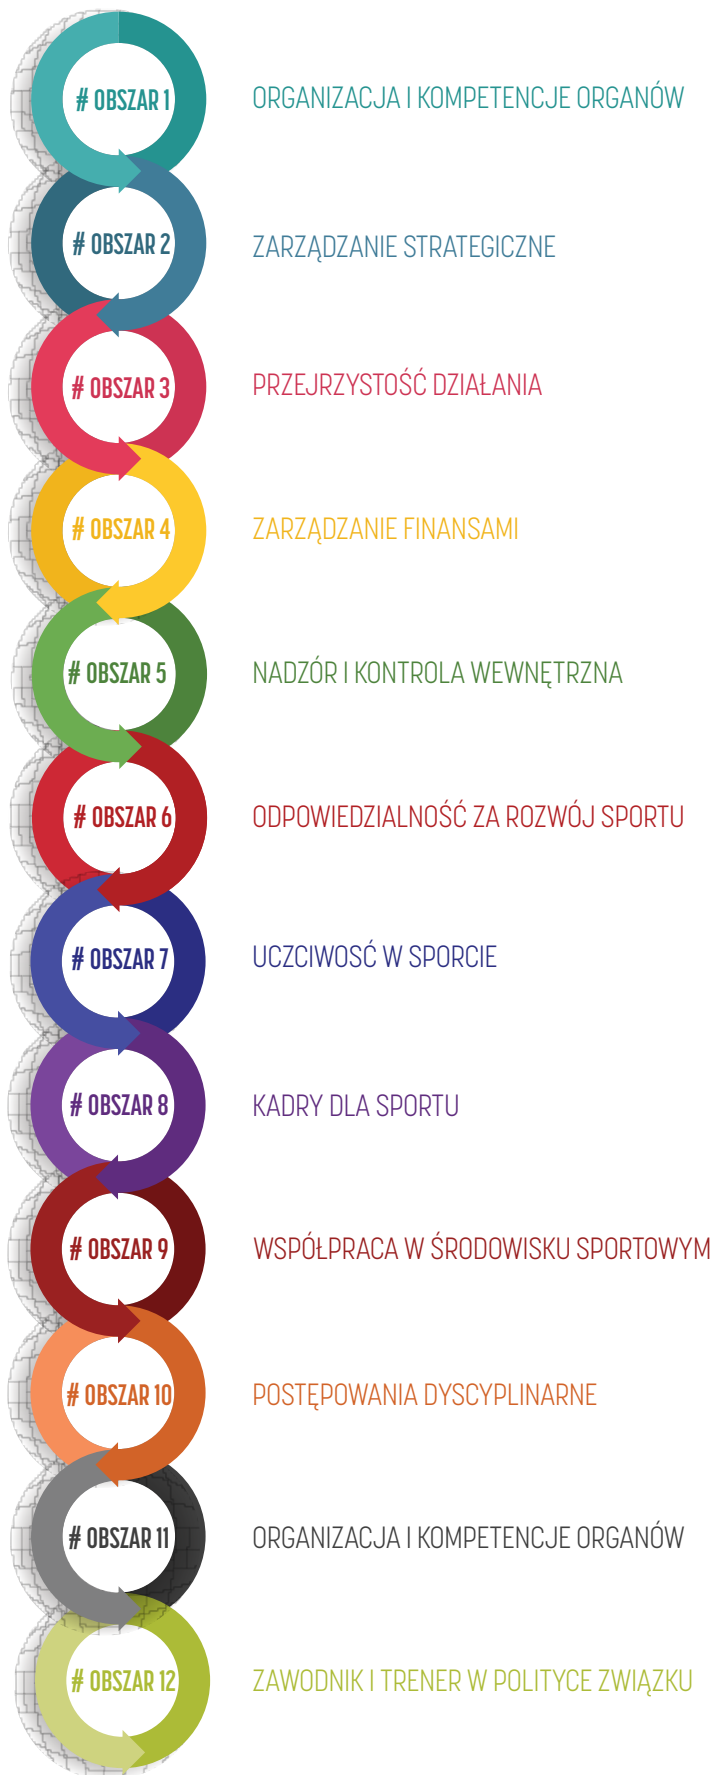 # OBSZAR 1
ORGANIZACJA I KOMPETENCJE ORGANÓW
# OBSZAR 2
ZARZĄDZANIE STRATEGICZNE
# OBSZAR 3
PRZEJRZYSTOŚĆ DZIAŁANIA
# OBSZAR 4
ZARZĄDZANIE FINANSAMI
# OBSZAR 5
NADZÓR I KONTROLA WEWNĘTRZNA
# OBSZAR 6
ODPOWIEDZIALNOŚĆ ZA ROZWÓJ SPORTU
# OBSZAR 7
UCZCIWOSĆ W SPORCIE
# OBSZAR 8
KADRY DLA SPORTU
# OBSZAR 9
WSPÓŁPRACA W ŚRODOWISKU SPORTOWYM
# OBSZAR 10
POSTĘPOWANIA DYSCYPLINARNE
# OBSZAR 11
ORGANIZACJA I KOMPETENCJE ORGANÓW
# OBSZAR 12
ZAWODNIK I TRENER W POLITYCE ZWIĄZKU